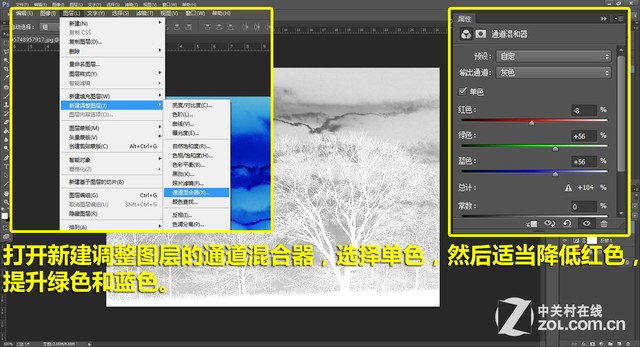 Ps
编辑(E) 图像(I) 图层(L) 文字(Y) 选择(S) 滤镜(T) 视图(V) 窗口(W) 帮助(H)
新建(N)
复制 CSS
复制图层(D)...
删除
重命名图层...
图层样式(Y)
智能滤镜
新建填充图层(W)
新建调整图层(J)
图层内容选项(O)...
图层蒙版(M)
矢量蒙版(V)
创建剪贴蒙版(C) Alt+Ctrl+G
智能对象
新建基于图层的切片(B)
图层编组(G) Ctrl+G
取消图层编组(U) Shift+Ctrl+G
隐藏图层(R)
亮度/对比度(C)...
色阶(L)...
曲线(V)...
曝光度(E)...
自然饱和度(R)...
色相/饱和度(H)...
色彩平衡(B)...
黑白(K)...
照片滤镜(F)...
通道混合器(X)...
颜色查找...
反相(I)...
色调分离(P)...
属性
通道混和器
预设: 自定
输出通道: 灰色
单色
红色: -8 %
绿色: +56 %
蓝色: +56 %
总计: +104 %
常数: 0 %
打开新建调整图层的通道混合器，选择单色，然后适当降低红色，
提升绿色和蓝色。
中关村在线
ZOL.COM.CN